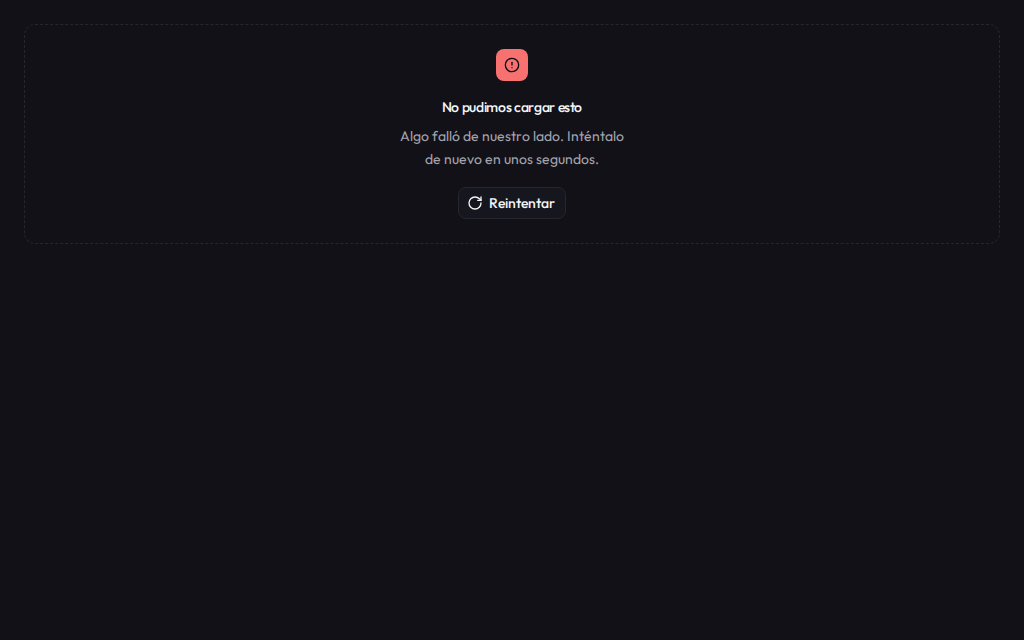 No pudimos cargar esto
Algo falló de nuestro lado. Inténtalo
de nuevo en unos segundos.
Reintentar